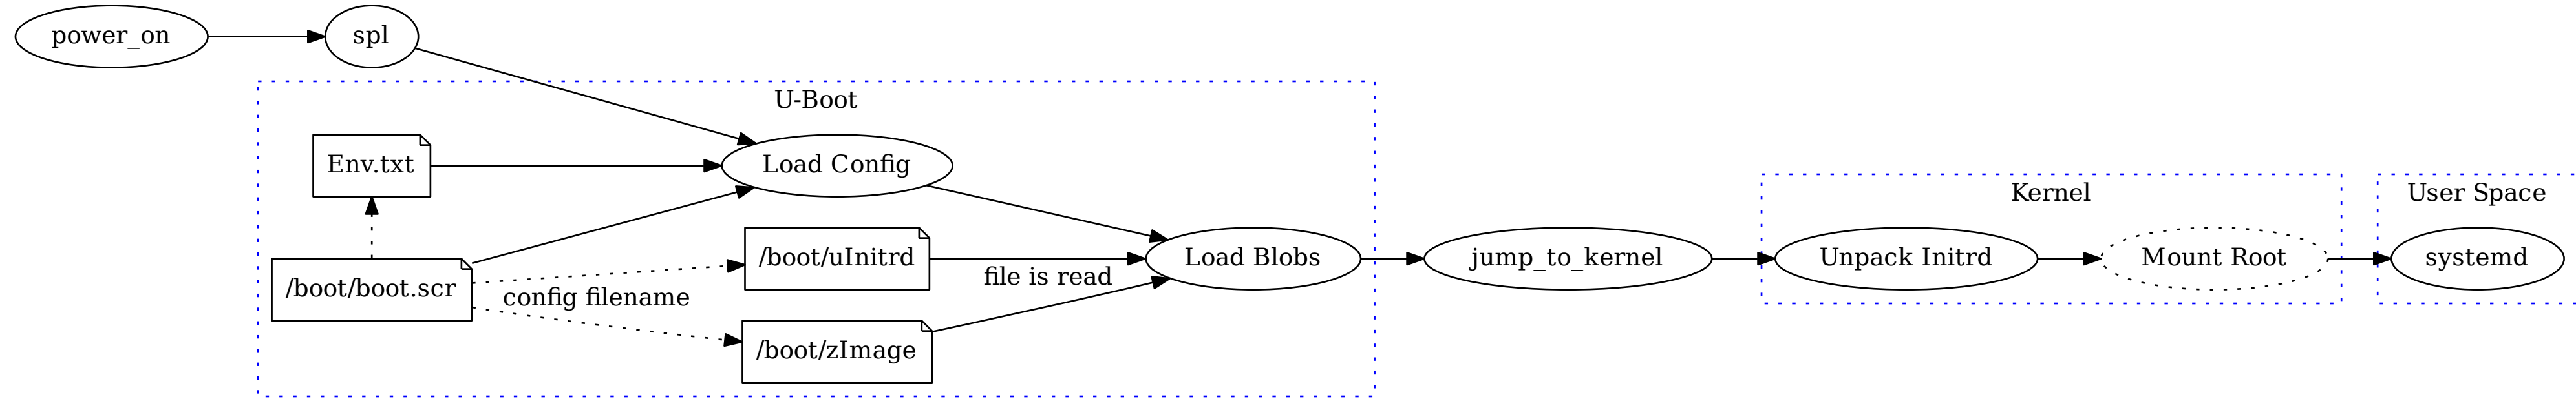 power_on
spl
U-Boot
Env.txt
Load Config
/boot/boot.scr
config filename
/boot/uInitrd
file is read
/boot/zImage
Load Blobs
jump_to_kernel
Kernel
Unpack Initrd
Mount Root
User Space
systemd